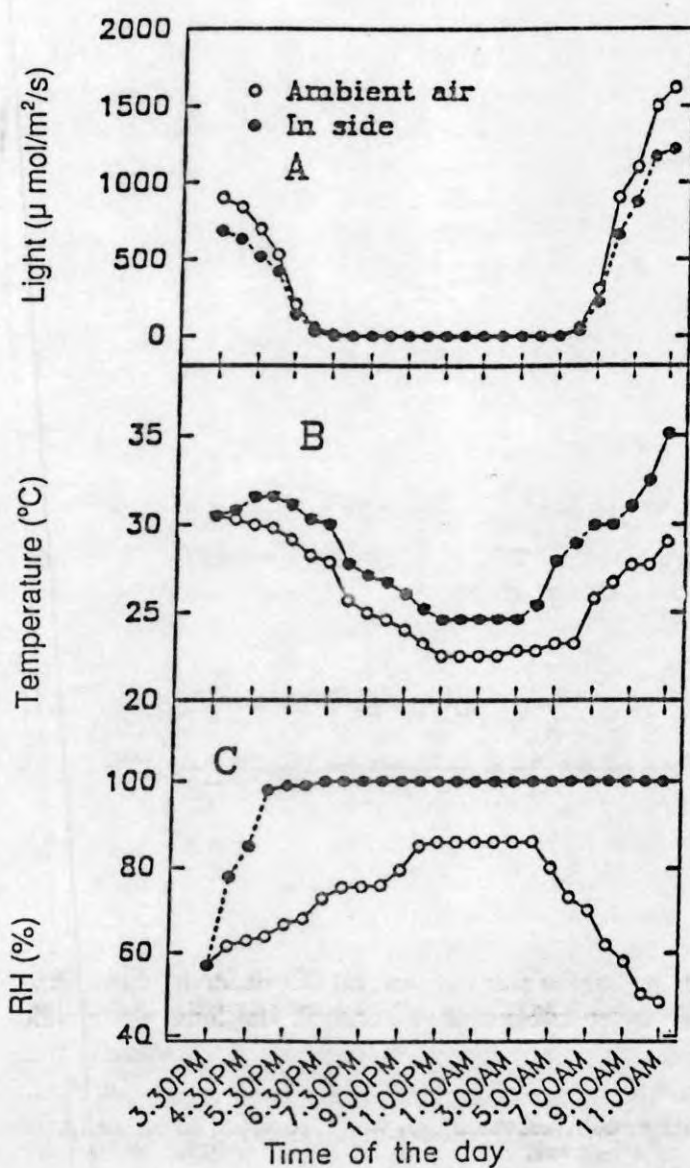 2000
1500
1000
500
0
Light (µ mol/m²/s)
Ambient air
In side
A
35
30
25
20
Temperature (°C)
B
100
80
60
40
RH (%)
C
3.30PM
4.30PM
5.30PM
6.30PM
7.30PM
9.00PM
11.00PM
1.00AM
3.00AM
5.00AM
7.00AM
9.00AM
11.00AM
Time of the day